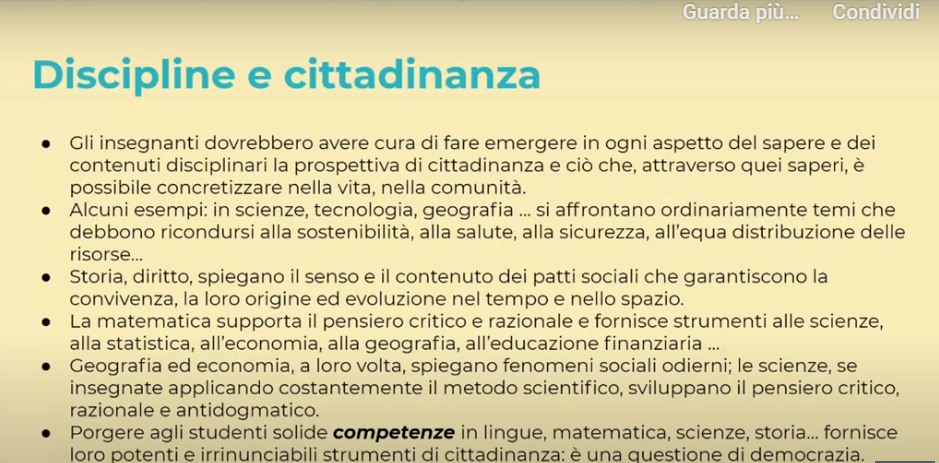 Guarda più... Condividi
Discipline e cittadinanza
● Gli insegnanti dovrebbero avere cura di fare emergere in ogni aspetto del sapere e dei
contenuti disciplinari la prospettiva di cittadinanza e ciò che, attraverso quei saperi, è
possibile concretizzare nella vita, nella comunità.
● Alcuni esempi: in scienze, tecnologia, geografia ... si affrontano ordinariamente temi che
debbono ricondursi alla sostenibilità, alla salute, alla sicurezza, all'equa distribuzione delle
risorse...
● Storia, diritto, spiegano il senso e il contenuto dei patti sociali che garantiscono la
convivenza, la loro origine ed evoluzione nel tempo e nello spazio.
● La matematica supporta il pensiero critico e razionale e fornisce strumenti alle scienze,
alla statistica, all'economia, alla geografia, all'educazione finanziaria ...
● Geografia ed economia, a loro volta, spiegano fenomeni sociali odierni; le scienze, se
insegnate applicando costantemente il metodo scientifico, sviluppano il pensiero critico,
razionale e antidogmatico.
● Porgere agli studenti solide competenze in lingue, matematica, scienze, storia... fornisce
loro potenti e irrinunciabili strumenti di cittadinanza: è una questione di democrazia.